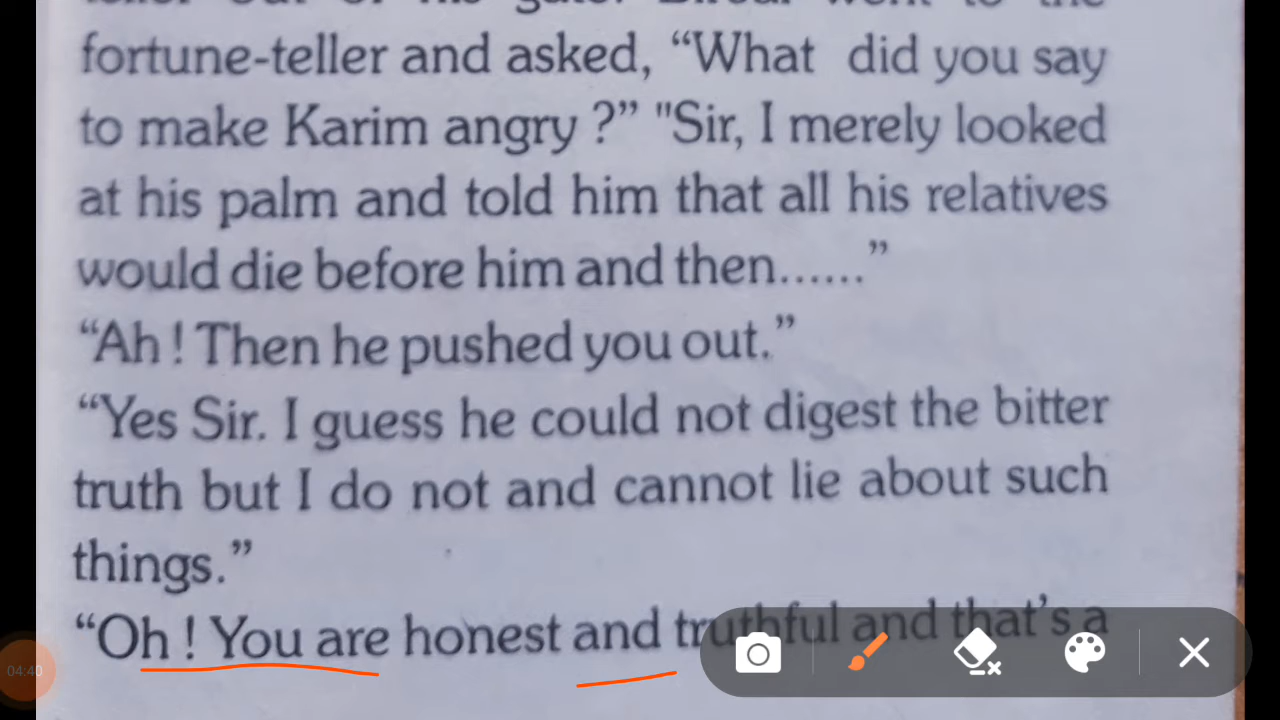 fortune-teller and asked, “What did you say
to make Karim angry ?” "Sir, I merely looked
at his palm and told him that all his relatives
would die before him and then......”
“Ah ! Then he pushed you out.”
“Yes Sir. I guess he could not digest the bitter
truth but I do not and cannot lie about such
things.”
“Oh ! You are honest and truthful and that’s a
04:40